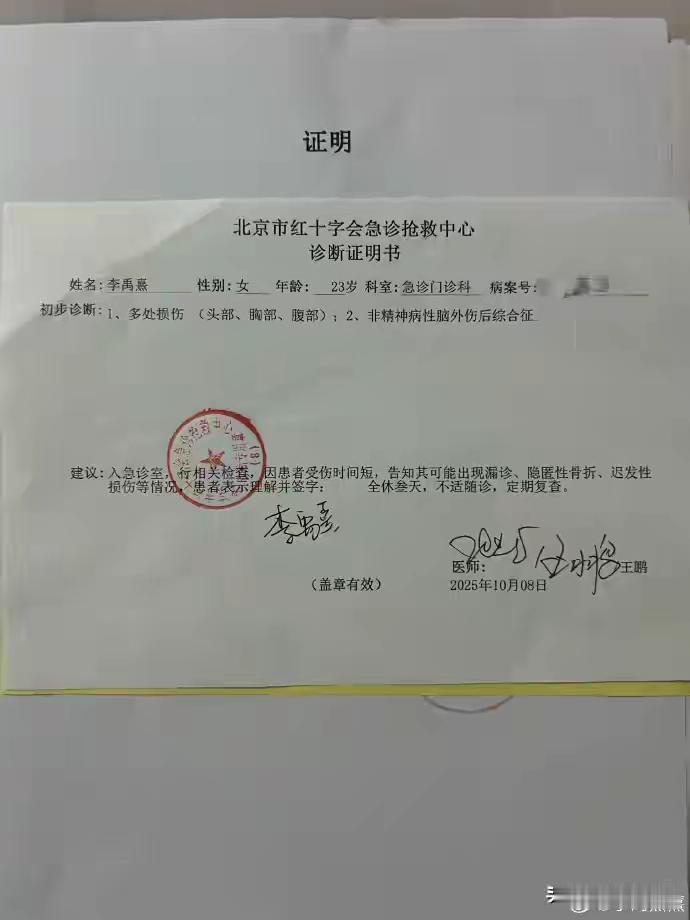 证明
北京市红十字会急诊抢救中心
诊断证明书
姓名: 李禹熹 性别: 女 年龄: 23岁 科室: 急诊门诊科 病案号:
初步诊断: 1、多处损伤 （头部、胸部、腹部）; 2、非精神病性脑外伤后综合征
建议: 入急诊室, 行相关检查, 因患者受伤时间短, 告知其可能出现漏诊、隐匿性骨折、迟发性
损伤等情况, 患者表示理解并签字: 全休叁天, 不适随诊, 定期复查。
李禹熹
医师: 王鹏
（盖章有效） 2025年10月08日